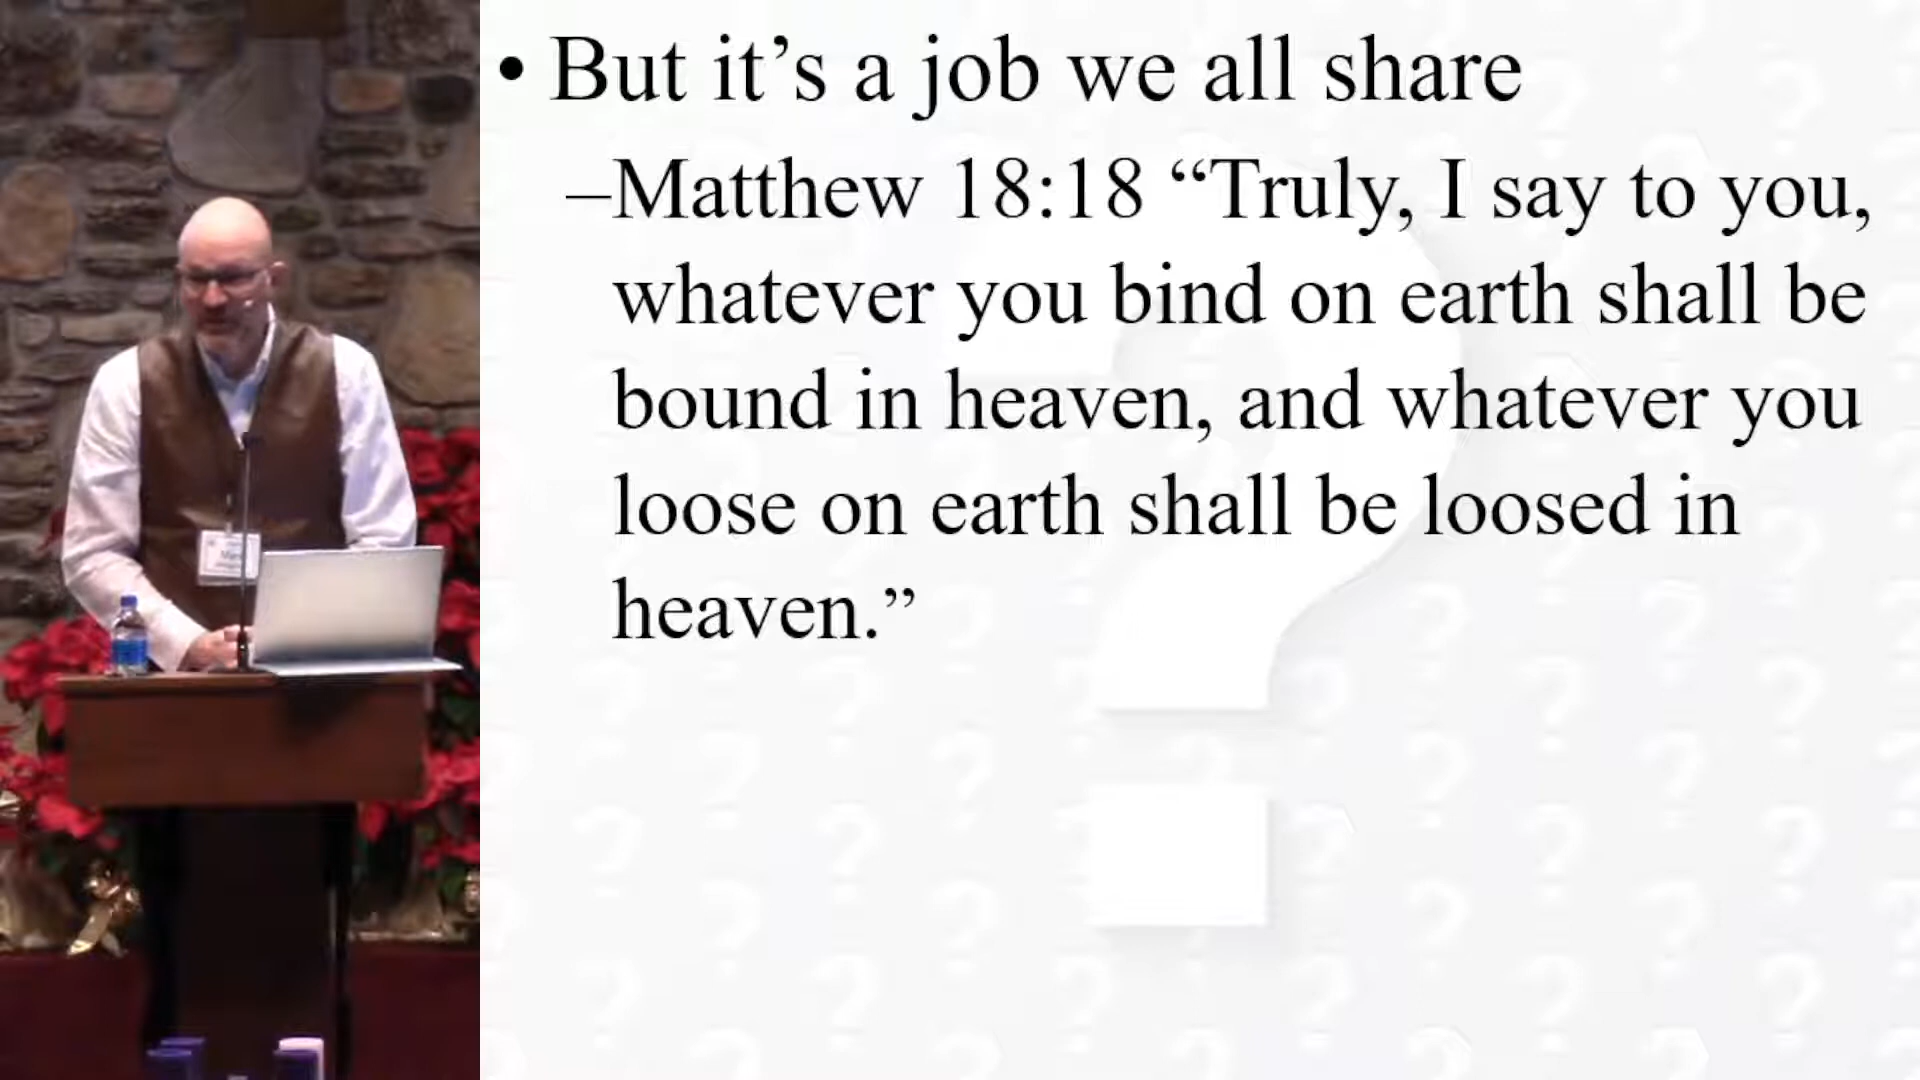 • But it’s a job we all share
–Matthew 18:18 “Truly, I say to you,
whatever you bind on earth shall be
bound in heaven, and whatever you
loose on earth shall be loosed in
heaven.”